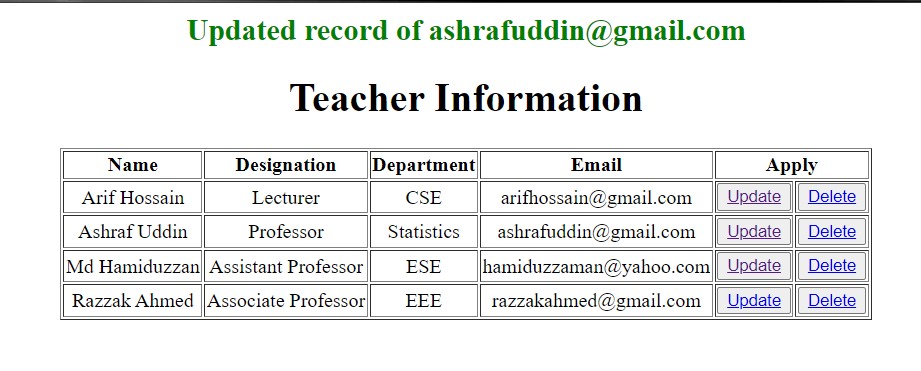 Updated record of ashrafuddin@gmail.com
Teacher Information
Name Designation Department Email Apply
Arif Hossain Lecturer CSE arifhossain@gmail.com Update Delete
Ashraf Uddin Professor Statistics ashrafuddin@gmail.com Update Delete
Md Hamiduzzan Assistant Professor ESE hamiduzzaman@yahoo.com Update Delete
Razzak Ahmed Associate Professor EEE razzakahmed@gmail.com Update Delete